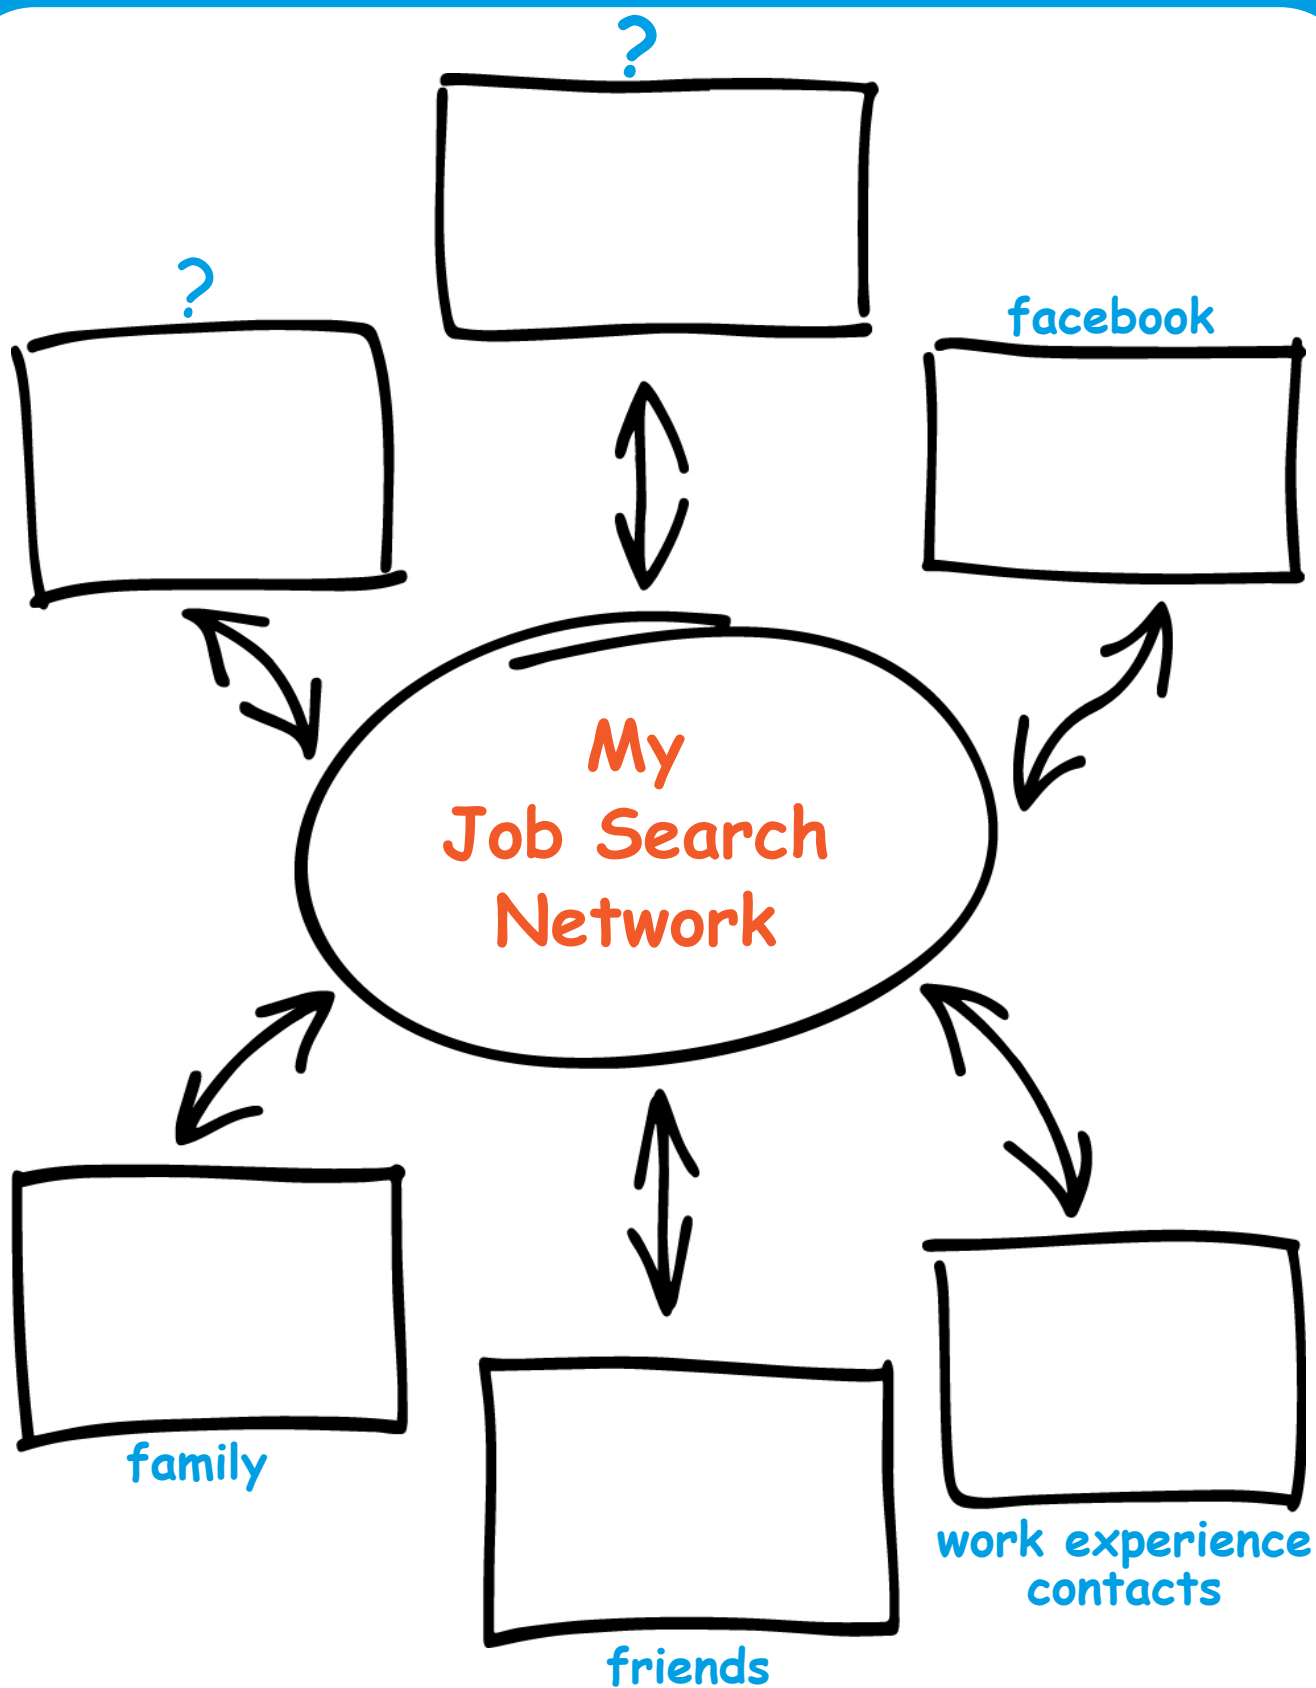 ?
?
facebook
My
Job Search
Network
family
work experience
contacts
friends